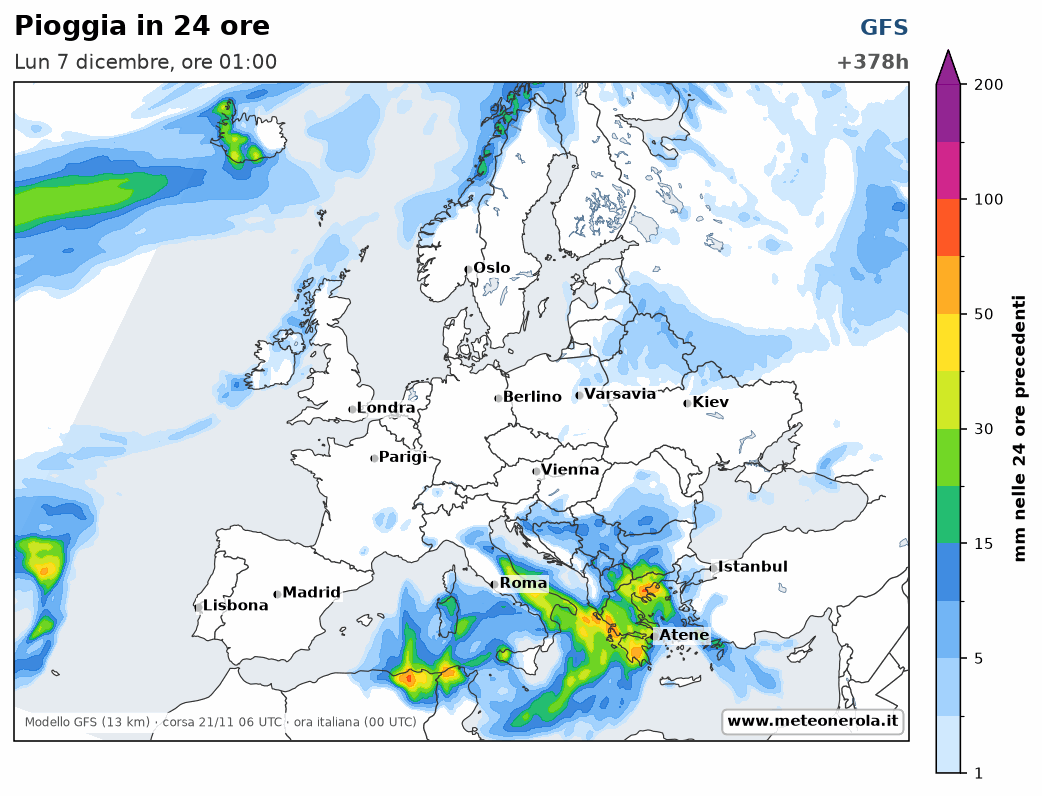 Pioggia in 24 ore
GFS
Lun 7 dicembre, ore 01:00
+378h
200
100
50
30
15
5
1
mm nelle 24 ore precedenti
Oslo
Berlino
Varsavia
Kiev
Londra
Parigi
Vienna
Istanbul
Roma
Madrid
Lisbona
Atene
Modello GFS (13 km) · corsa 21/11 06 UTC · ora italiana (00 UTC)
www.meteonerola.it